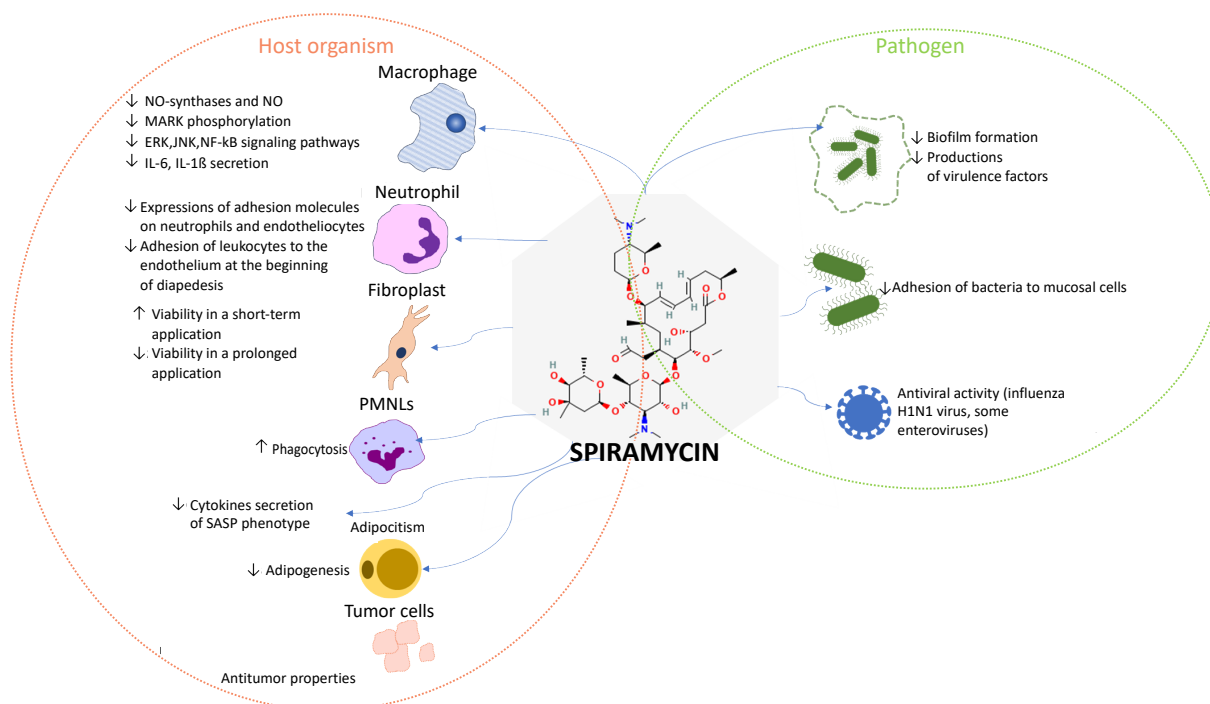 Host organism
Macrophage
↓ NO-synthases and NO
↓ MARK phosphorylation
↓ ERK,JNK,NF-kB signaling pathways
↓ IL-6, IL-1ß secretion
Neutrophil
↓ Expressions of adhesion molecules
on neutrophils and endotheliocytes
↓ Adhesion of leukocytes to the
endothelium at the beginning
of diapedesis
Fibroplast
↑ Viability in a short-term
application
↓ Viability in a prolonged
application
PMNLs
↑ Phagocytosis
↓ Cytokines secretion
of SASP phenotype
Adipocitism
↓ Adipogenesis
Tumor cells
Antitumor properties
N
O
O
H
H
H
H
O
O
O
H
H
O
O
O
H
O
H
O
O
H
O
O
O
O
H
N
SPIRAMYCIN
Pathogen
↓ Biofilm formation
↓ Productions
of virulence factors
↓Adhesion of bacteria to mucosal cells
Antiviral activity (influenza
H1N1 virus, some
enteroviruses)